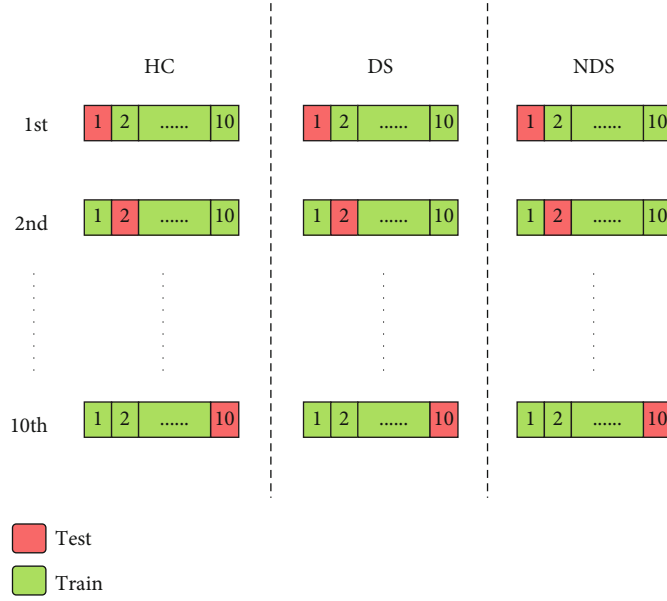 HC DS NDS
1st 1 2 ...... 10 1 2 ...... 10 1 2 ...... 10
2nd 1 2 ...... 10 1 2 ...... 10 1 2 ...... 10
10th 1 2 ...... 10 1 2 ...... 10 1 2 ...... 10
Test
Train